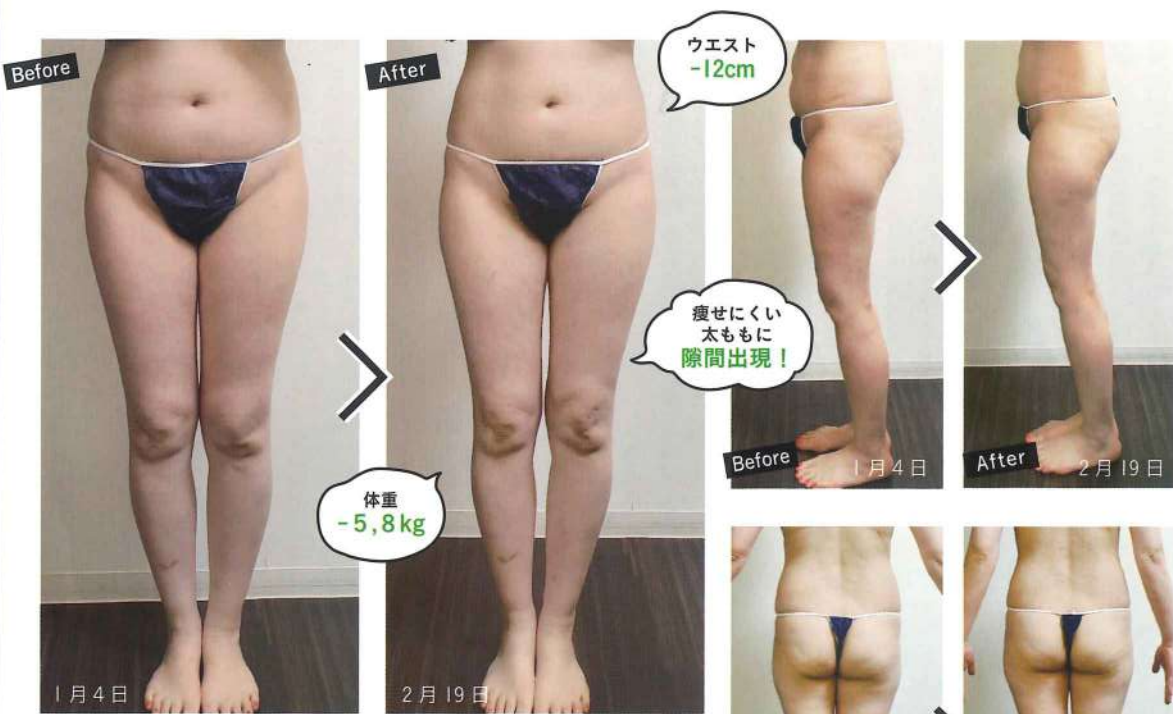 Before
After
ウエスト
-12cm
痩せにくい
太ももに
隙間出現！
体重
-5,8kg
1月4日
2月19日
Before
1月4日
After
2月19日